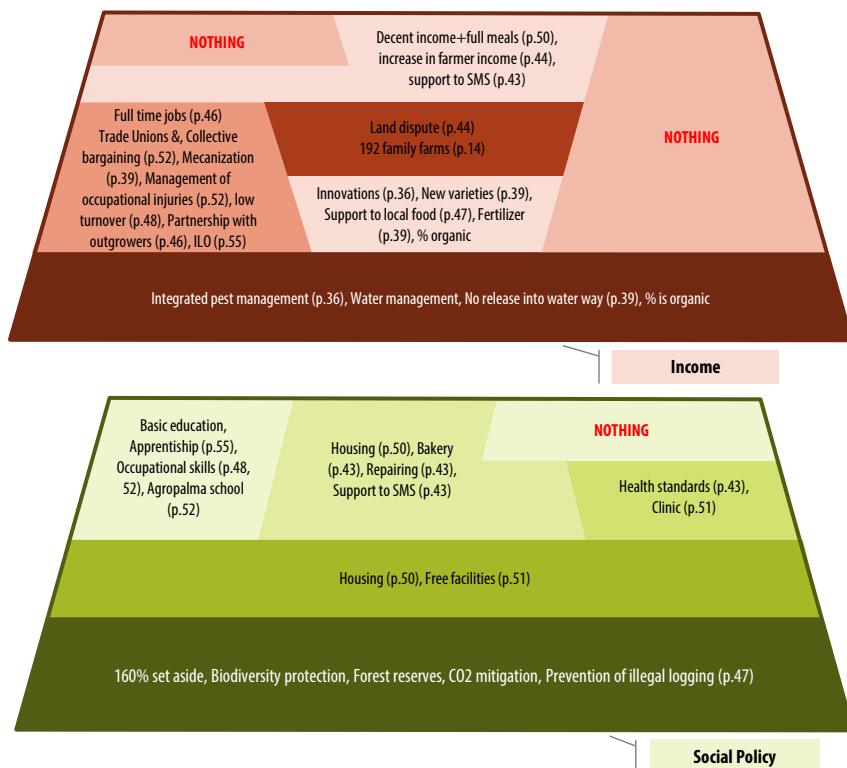 NOTHING
Decent income+full meals (p.50),
increase in farmer income (p.44),
support to SMS (p.43)
Full time jobs (p.46)
Trade Unions &, Collective
bargaining (p.52), Mecanization
(p.39), Management of
occupational injuries (p.52), low
turnover (p.48), Partnership with
outgrowers (p.46), ILO (p.55)
Land dispute (p.44)
192 family farms (p.14)
NOTHING
Innovations (p.36), New varieties (p.39),
Support to local food (p.47), Fertilizer
(p.39), % organic
Integrated pest management (p.36), Water management, No release into water way (p.39), % is organic
Income
Basic education,
Apprentiship (p.55),
Occupational skills (p.48,
52), Agropalma school
(p.52)
Housing (p.50), Bakery
(p.43), Repairing (p.43),
Support to SMS (p.43)
NOTHING
Health standards (p.43),
Clinic (p.51)
Housing (p.50), Free facilities (p.51)
160% set aside, Biodiversity protection, Forest reserves, CO2 mitigation, Prevention of illegal logging (p.47)
Social Policy